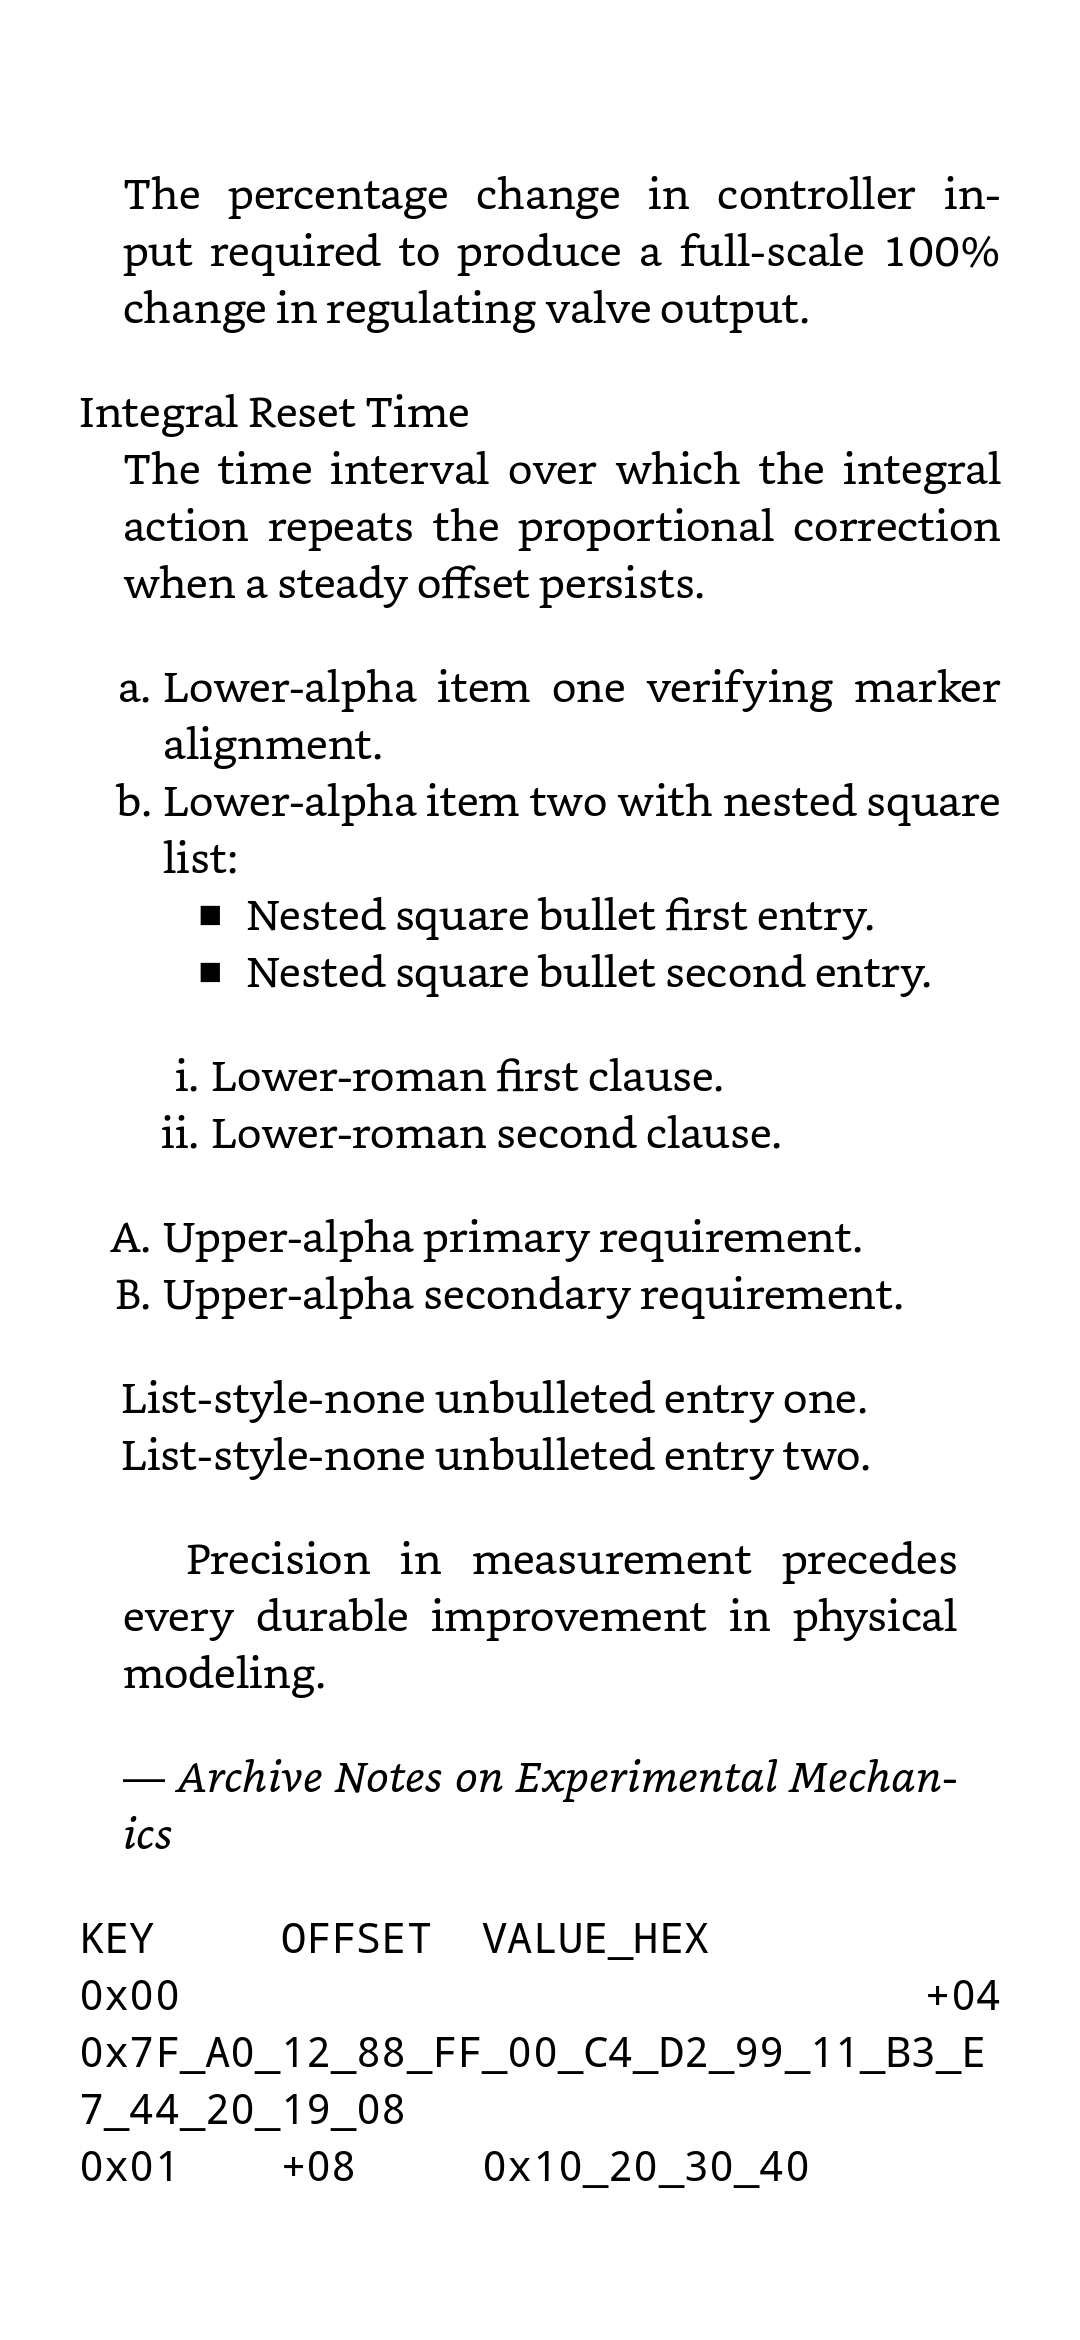 The percentage change in controller in-
put required to produce a full-scale 100%
change in regulating valve output.
Integral Reset Time
The time interval over which the integral
action repeats the proportional correction
when a steady offset persists.
a. Lower-alpha item one verifying marker
alignment.
b. Lower-alpha item two with nested square
list:
■ Nested square bullet first entry.
■ Nested square bullet second entry.
i. Lower-roman first clause.
ii. Lower-roman second clause.
A. Upper-alpha primary requirement.
B. Upper-alpha secondary requirement.
List-style-none unbulleted entry one.
List-style-none unbulleted entry two.
Precision in measurement precedes
every durable improvement in physical
modeling.
— Archive Notes on Experimental Mechan-
ics
KEY OFFSET VALUE_HEX
0x00 +04
0x7F_A0_12_88_FF_00_C4_D2_99_11_B3_E
7_44_20_19_08
0x01 +08 0x10_20_30_40